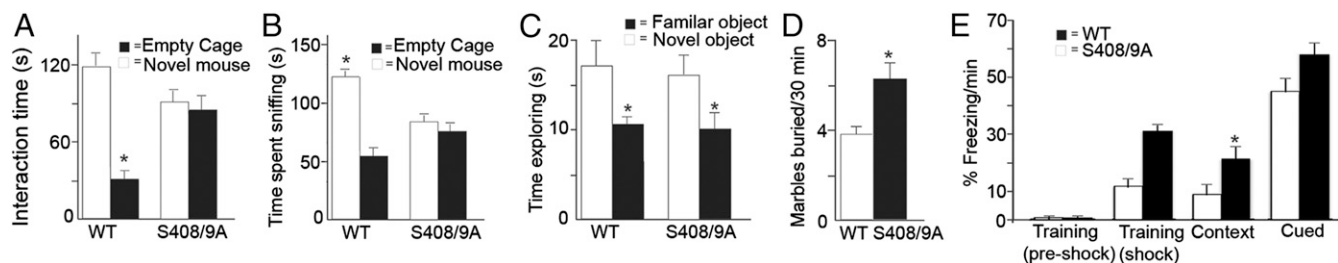 A
Interaction time (s)
120
60
0
=Empty Cage
=Novel mouse
WT S408/9A
B
Time spent sniffing (s)
150
100
50
0
*
=Empty Cage
=Novel mouse
WT S408/9A
*
C
Time exploring (s)
20
10
0
= Familar object
= Novel object
* *
WT S408/9A
D
Marbles buried/30 min
8
4
0
*
WT S408/9A
E
% Freezing/min
50
30
10
0
=WT
=S408/9A
*
Training
(pre-shock)
Training
(shock)
Context
Cued